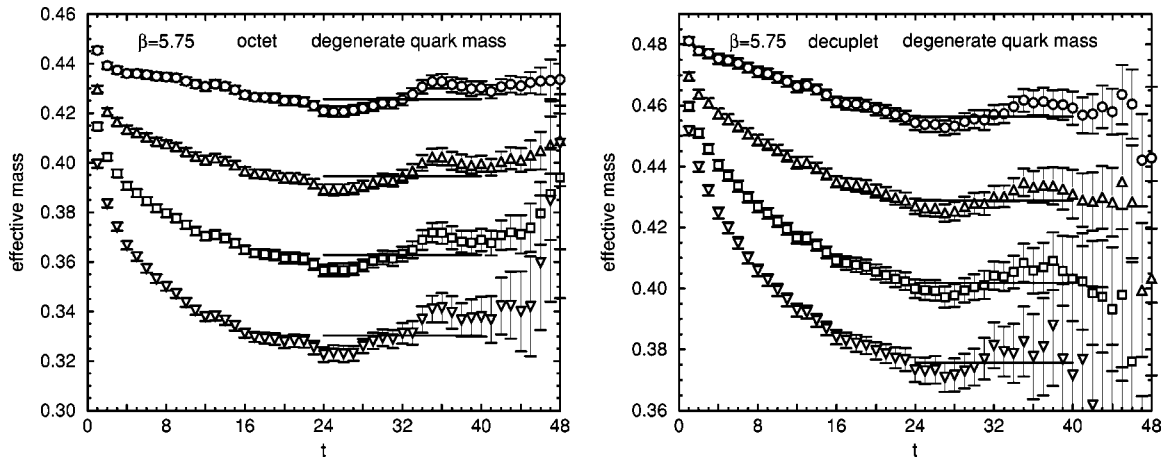 β=5.75 octet degenerate quark mass
effective mass
0.46
0.44
0.42
0.40
0.38
0.36
0.34
0.32
0.30
0 8 16 24 32 40 48
t
β=5.75 decuplet degenerate quark mass
effective mass
0.48
0.46
0.44
0.42
0.40
0.38
0.36
0 8 16 24 32 40 48
t